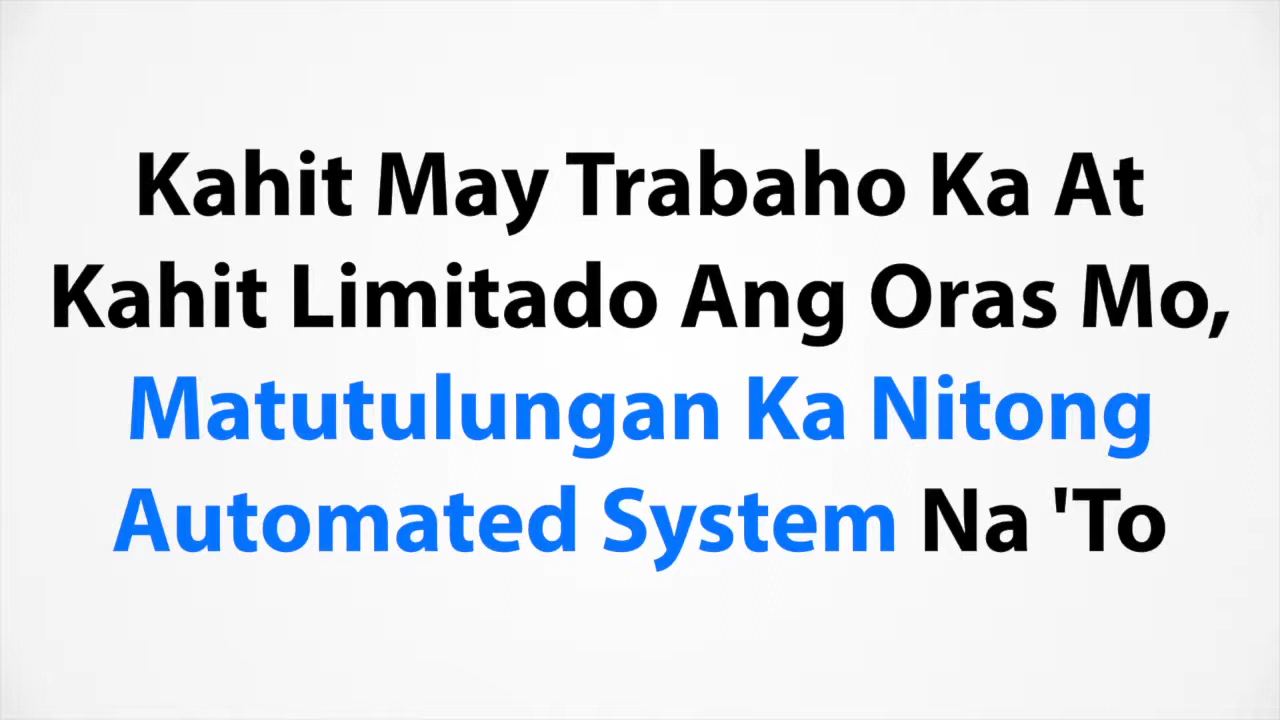 Kahit May Trabaho Ka At
Kahit Limitado Ang Oras Mo,
Matutulungan Ka Nitong
Automated System Na 'To